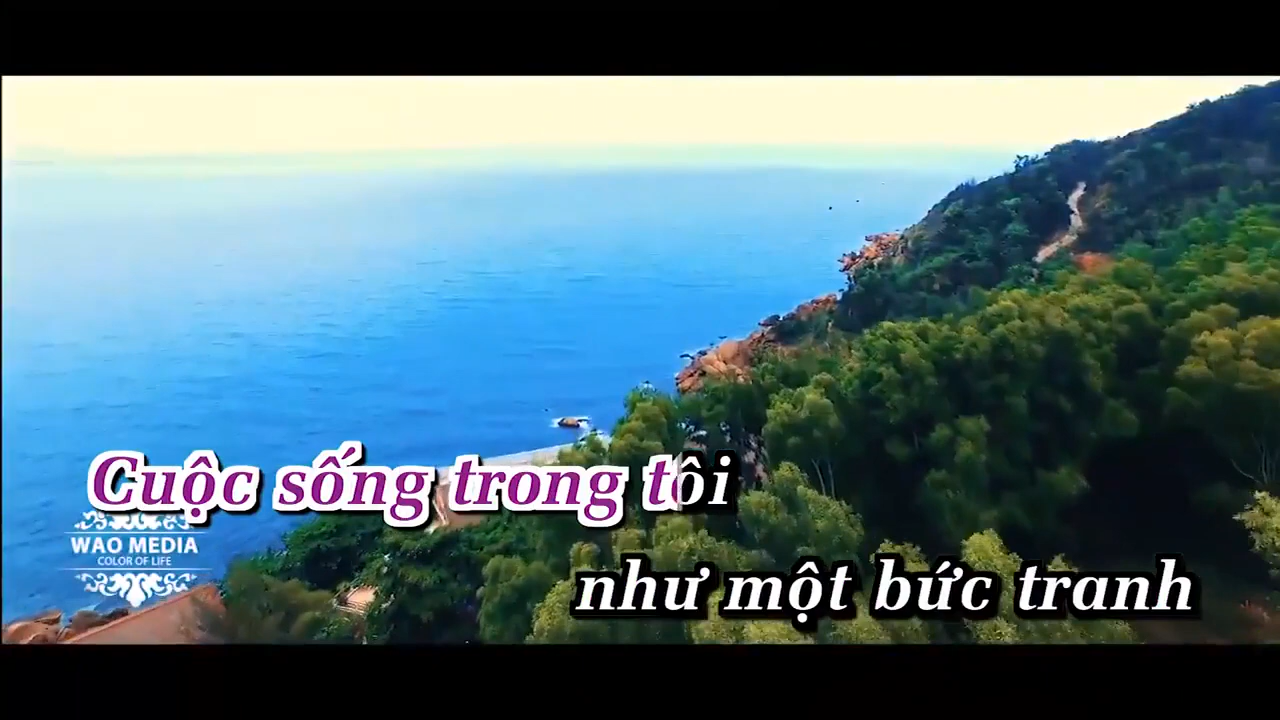 Cuộc sống trong tôi
như một bức tranh
WAO MEDIA
COLOR OF LIFE